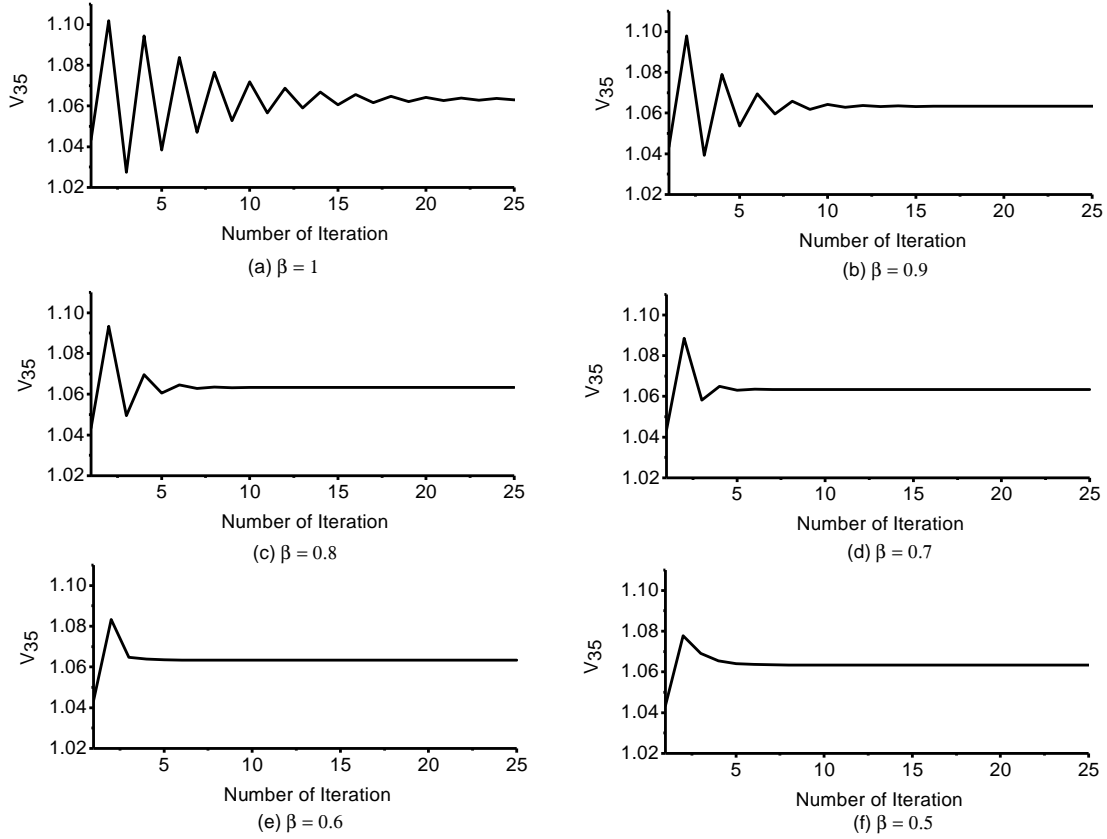 1.10
1.08
1.06
1.04
1.02
V35
5 10 15 20 25
Number of Iteration
(a) β = 1
1.10
1.08
1.06
1.04
1.02
V35
5 10 15 20 25
Number of Iteration
(b) β = 0.9
1.10
1.08
1.06
1.04
1.02
V35
5 10 15 20 25
Number of Iteration
(c) β = 0.8
1.10
1.08
1.06
1.04
1.02
V35
5 10 15 20 25
Number of Iteration
(d) β = 0.7
1.10
1.08
1.06
1.04
1.02
V35
5 10 15 20 25
Number of Iteration
(e) β = 0.6
1.10
1.08
1.06
1.04
1.02
V35
5 10 15 20 25
Number of Iteration
(f) β = 0.5